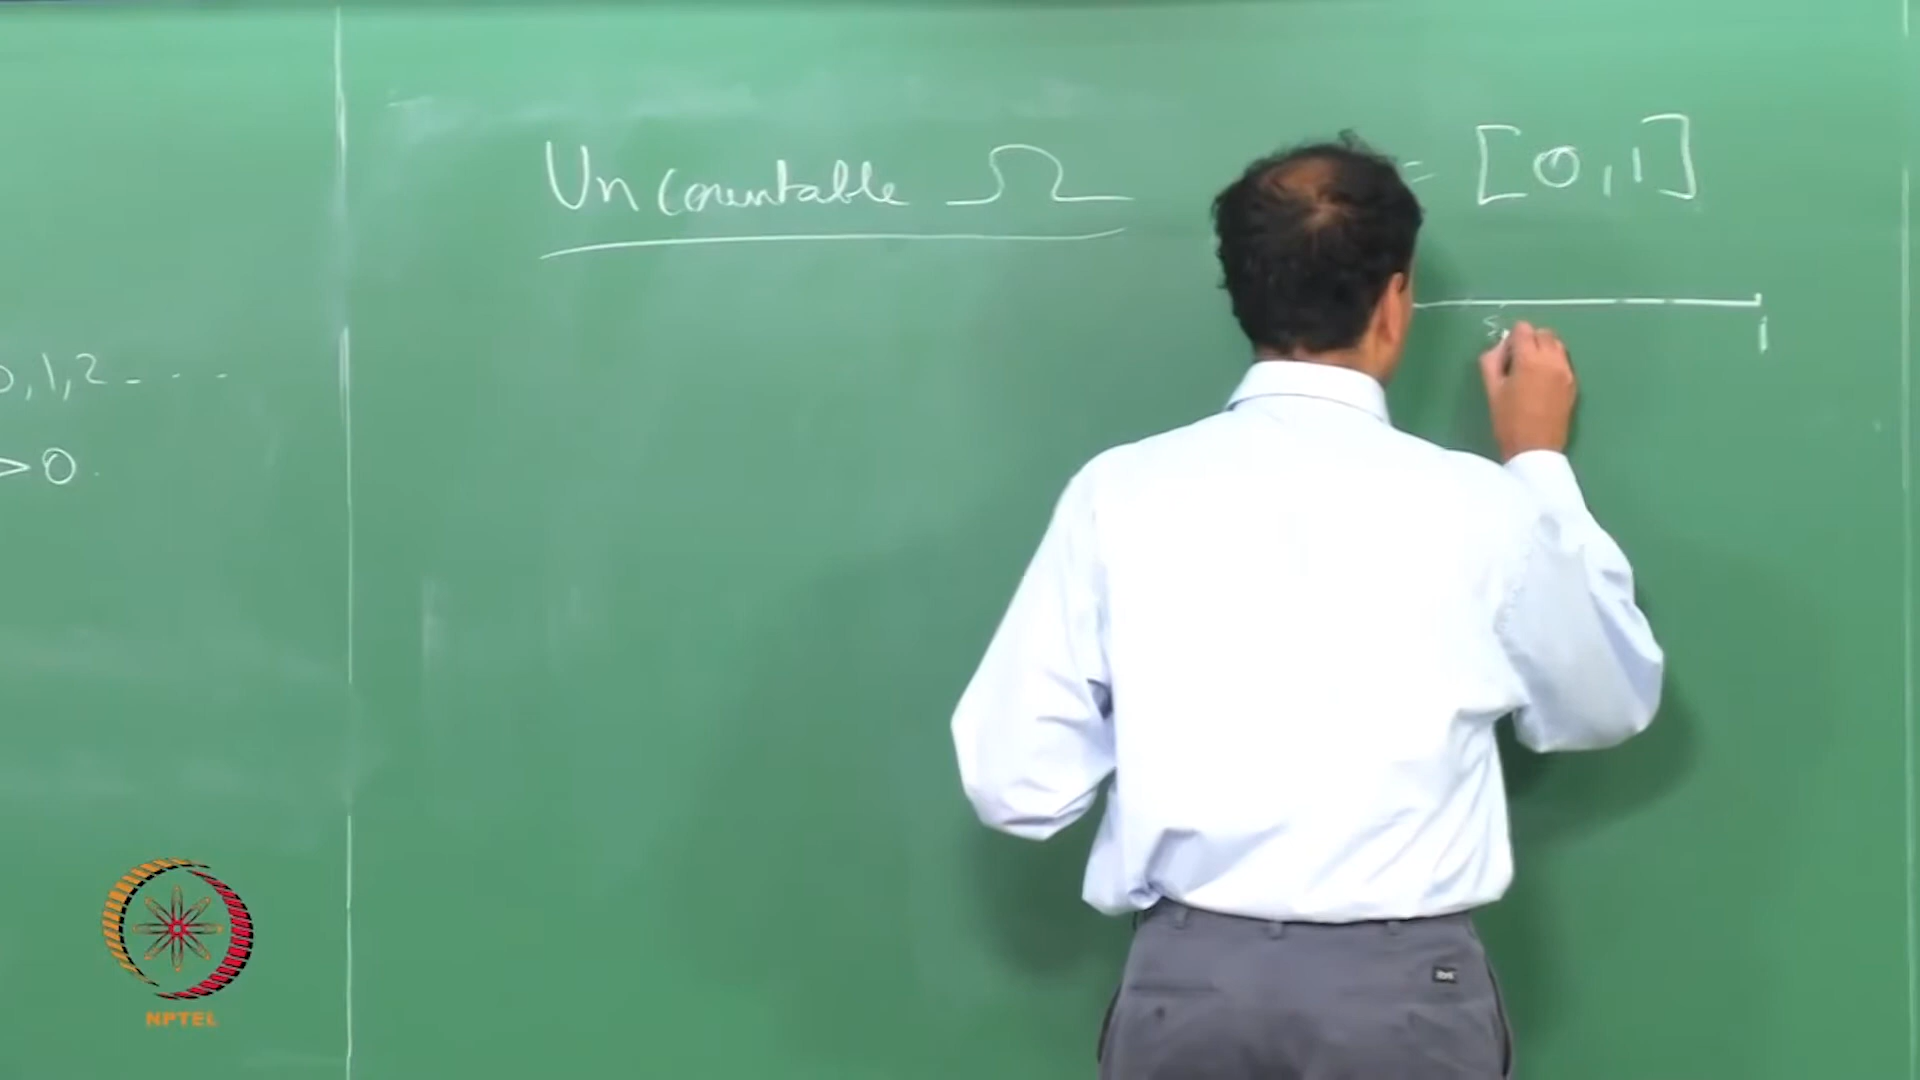 Uncountable Ω = [0,1]
1
0,1,2 - - - -
>0.
NPTEL